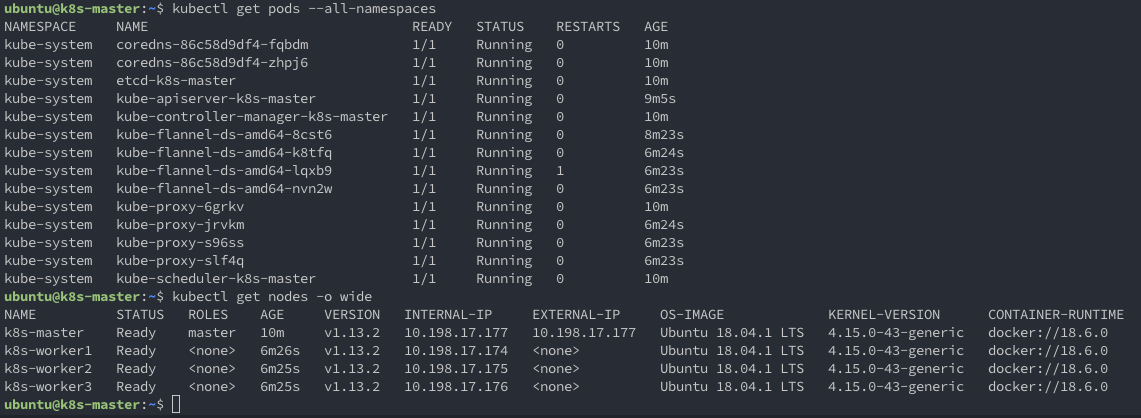 ubuntu@k8s-master:~$ kubectl get pods --all-namespaces
NAMESPACE     NAME                                 READY   STATUS    RESTARTS   AGE
kube-system   coredns-86c58d9df4-fqbdm             1/1     Running   0          10m
kube-system   coredns-86c58d9df4-zhpj6             1/1     Running   0          10m
kube-system   etcd-k8s-master                      1/1     Running   0          10m
kube-system   kube-apiserver-k8s-master            1/1     Running   0          9m5s
kube-system   kube-controller-manager-k8s-master   1/1     Running   0          10m
kube-system   kube-flannel-ds-amd64-8cst6          1/1     Running   0          8m23s
kube-system   kube-flannel-ds-amd64-k8tfq          1/1     Running   0          6m24s
kube-system   kube-flannel-ds-amd64-lqxb9          1/1     Running   1          6m23s
kube-system   kube-flannel-ds-amd64-nvn2w          1/1     Running   0          6m23s
kube-system   kube-proxy-6grkv                     1/1     Running   0          10m
kube-system   kube-proxy-jrvkm                     1/1     Running   0          6m24s
kube-system   kube-proxy-s96ss                     1/1     Running   0          6m23s
kube-system   kube-proxy-slf4q                     1/1     Running   0          6m23s
kube-system   kube-scheduler-k8s-master            1/1     Running   0          10m
ubuntu@k8s-master:~$ kubectl get nodes -o wide
NAME          STATUS   ROLES    AGE     VERSION   INTERNAL-IP     EXTERNAL-IP     OS-IMAGE             KERNEL-VERSION      CONTAINER-RUNTIME
k8s-master    Ready    master   10m     v1.13.2   10.198.17.177   10.198.17.177   Ubuntu 18.04.1 LTS   4.15.0-43-generic   docker://18.6.0
k8s-worker1   Ready    <none>   6m26s   v1.13.2   10.198.17.174   <none>          Ubuntu 18.04.1 LTS   4.15.0-43-generic   docker://18.6.0
k8s-worker2   Ready    <none>   6m25s   v1.13.2   10.198.17.175   <none>          Ubuntu 18.04.1 LTS   4.15.0-43-generic   docker://18.6.0
k8s-worker3   Ready    <none>   6m25s   v1.13.2   10.198.17.176   <none>          Ubuntu 18.04.1 LTS   4.15.0-43-generic   docker://18.6.0
ubuntu@k8s-master:~$